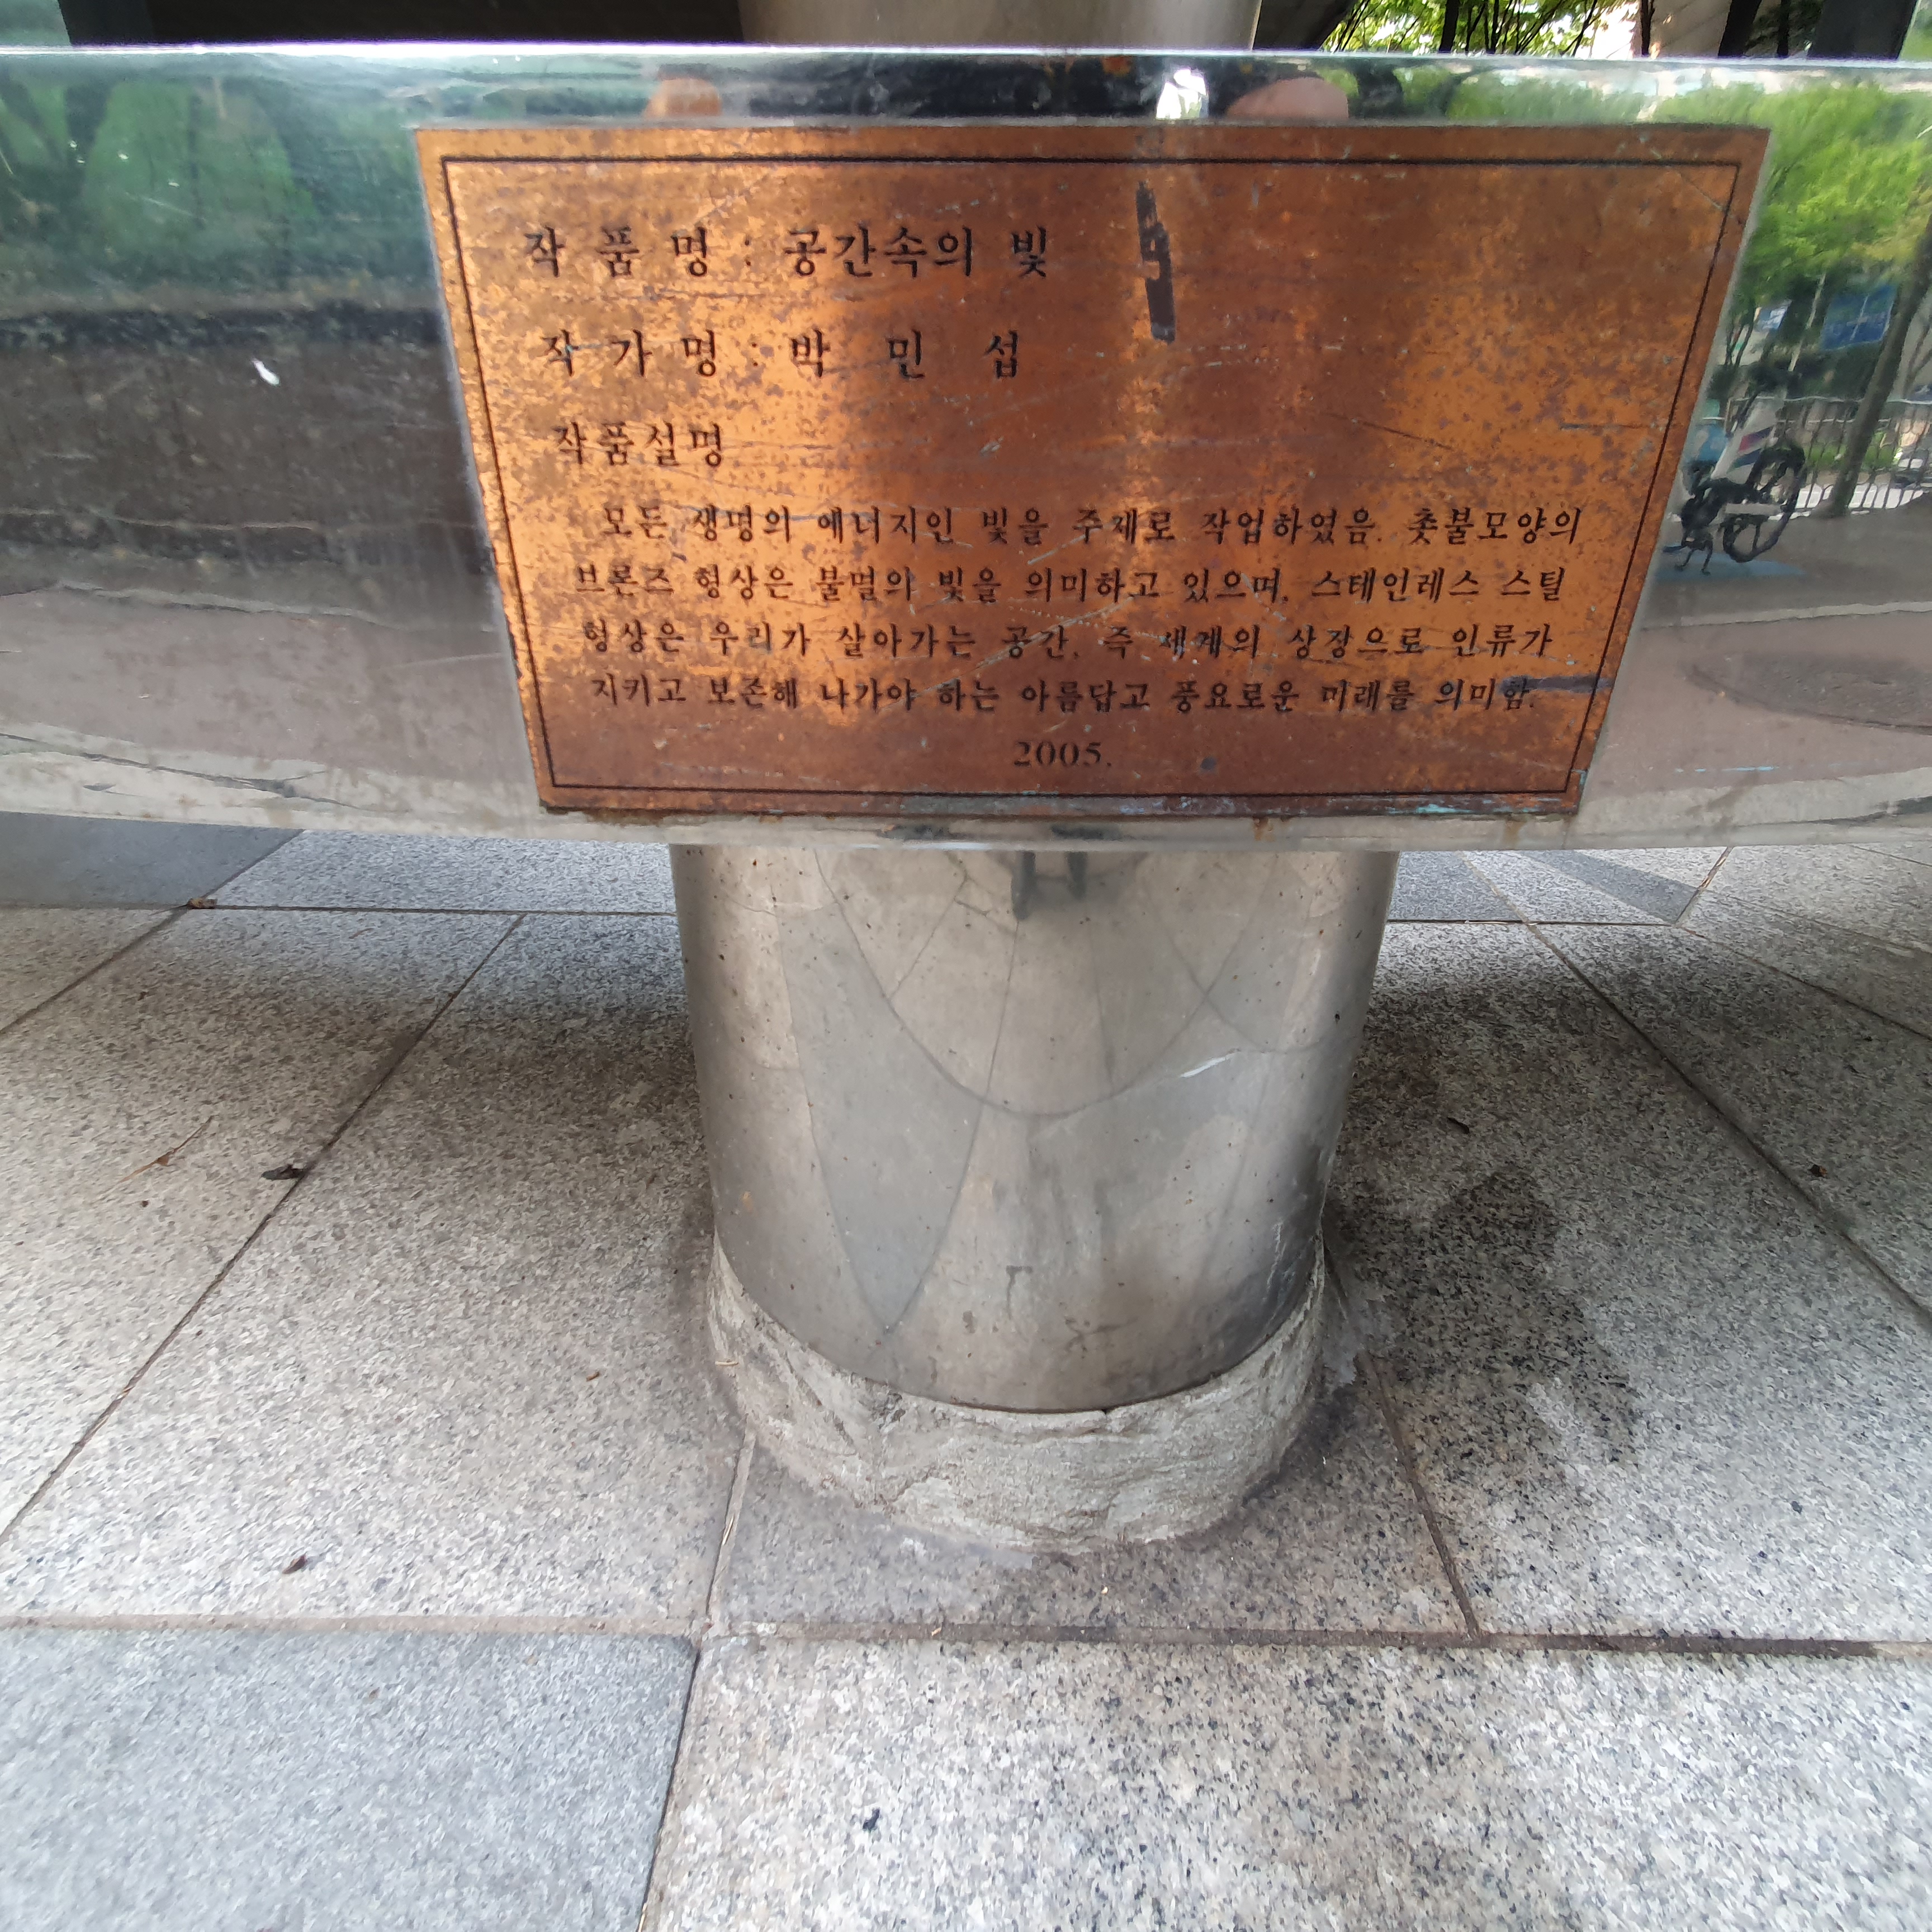 작 품 명 : 공간속의 빛
작 가 명 : 박 민 섭
작품설명
모든 생명의 에너지인 빛을 주제로 작업하였음. 촛불모양의
브론즈 형상은 불멸의 빛을 의미하고 있으며, 스테인레스 스틸
형상은 우리가 살아가는 공간, 즉 세계의 상징으로 인류가
지키고 보존해 나가야 하는 아름답고 풍요로운 미래를 의미함.
2005.